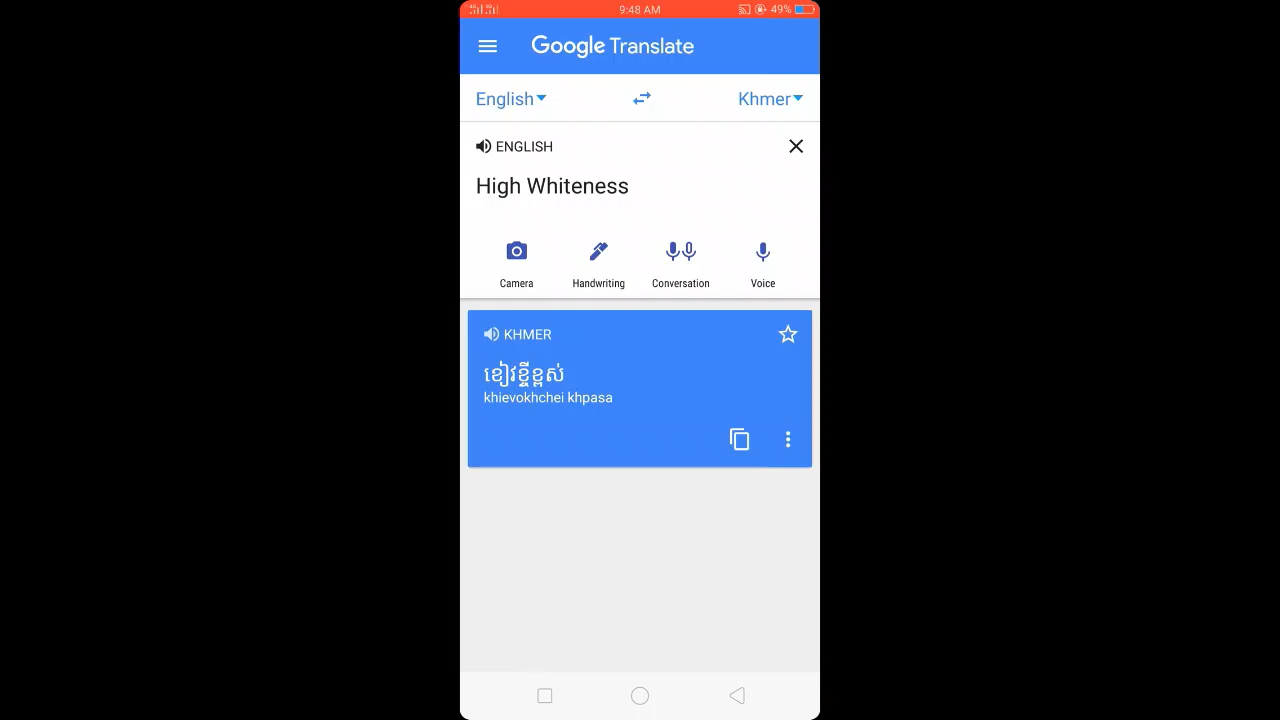 9:48 AM
49%
Google Translate
English
Khmer
ENGLISH
High Whiteness
Camera
Handwriting
Conversation
Voice
KHMER
ខៀវខ្ចីខ្ពស់
khievokhchei khpasa